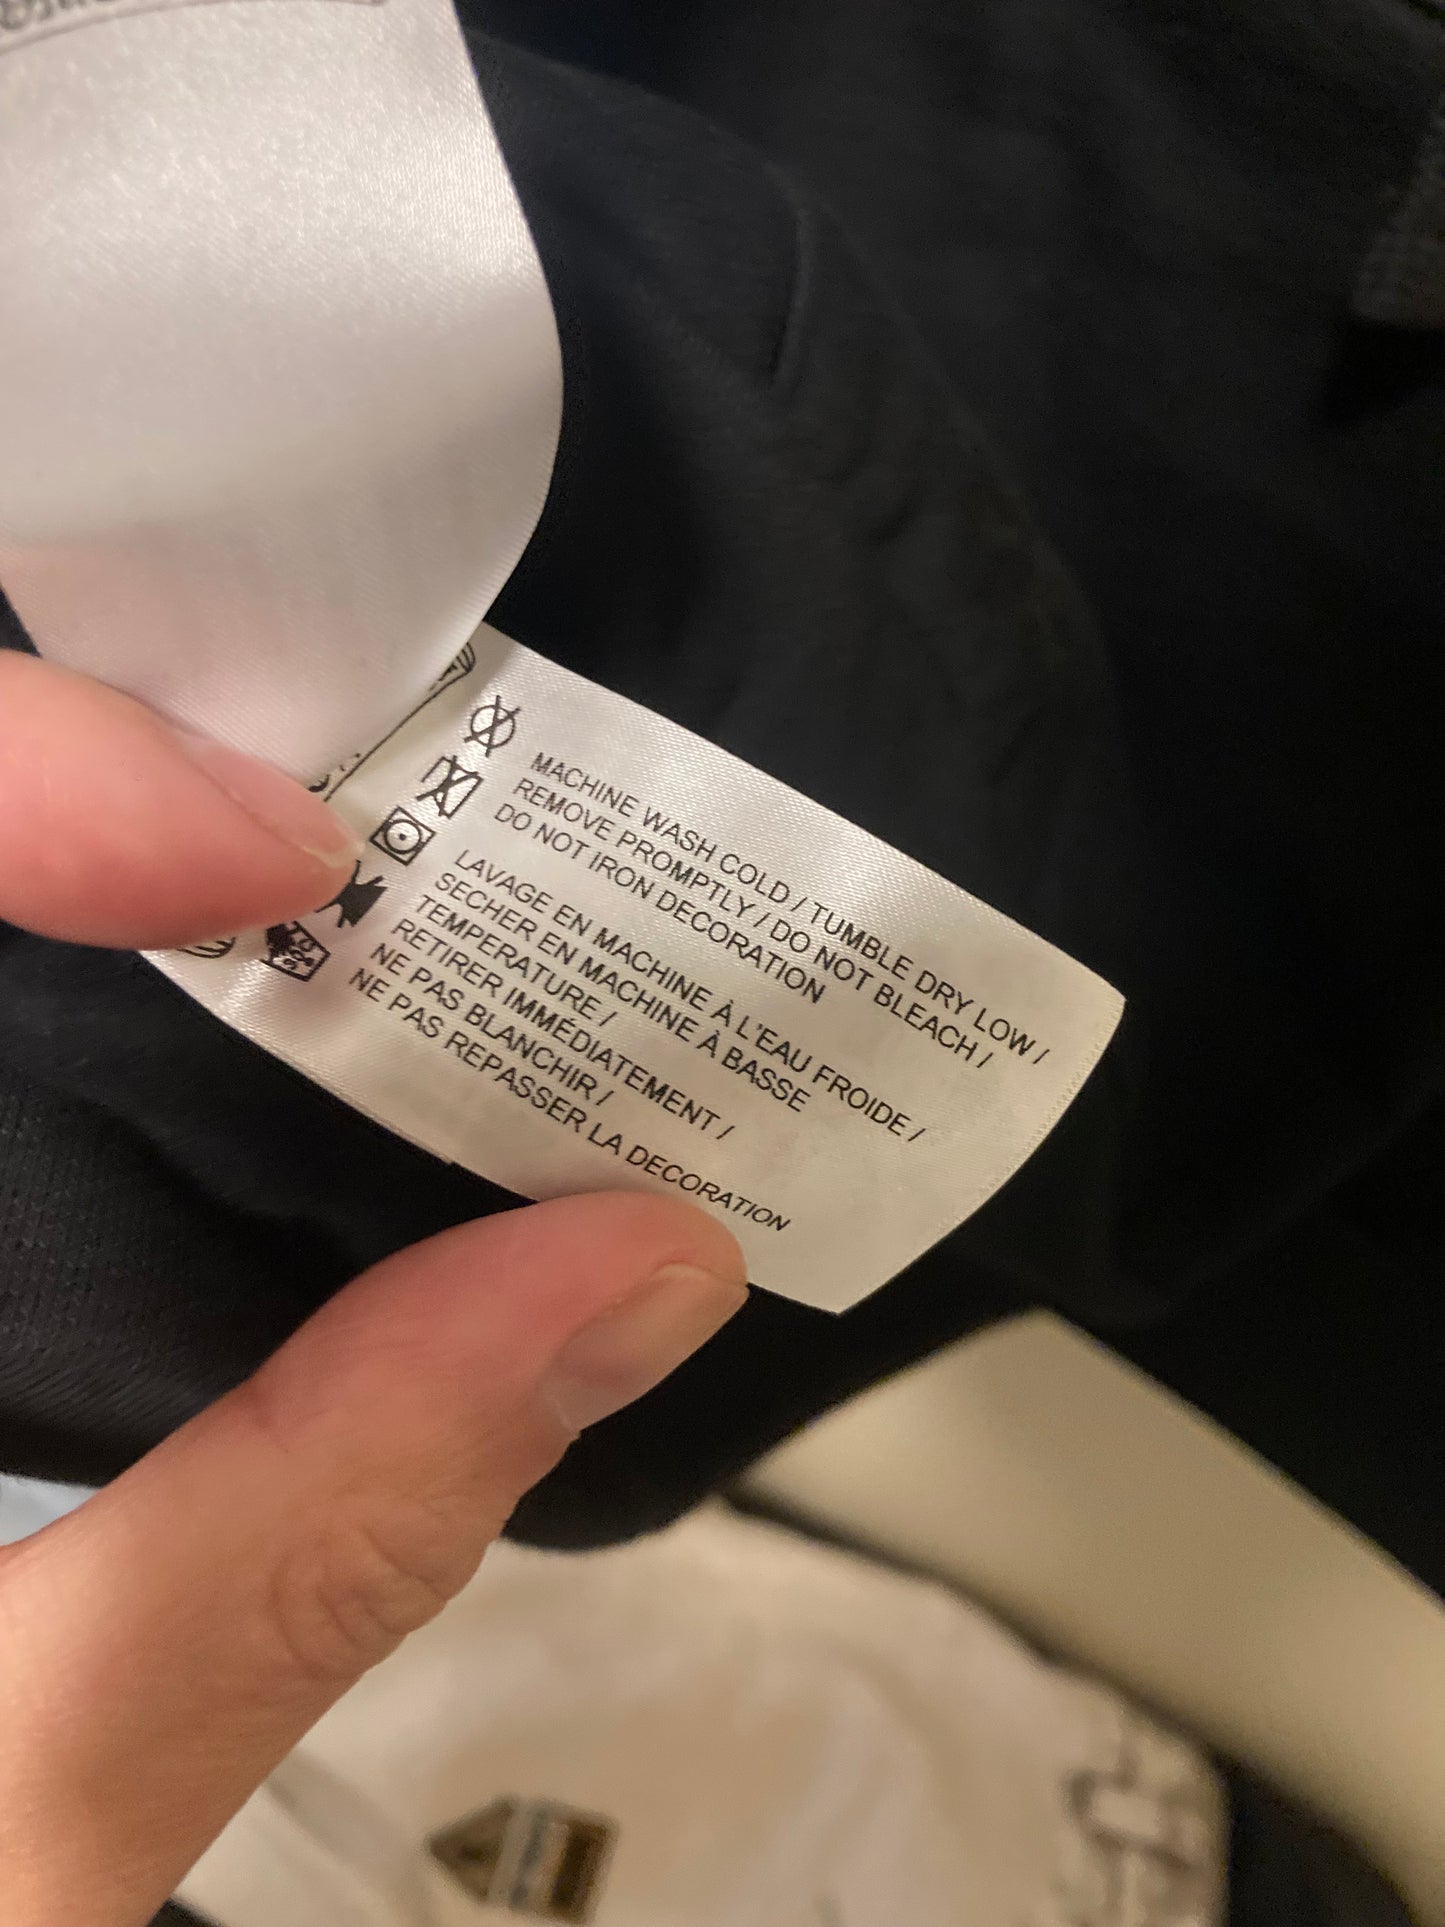 MACHINE WASH COLD / TUMBLE DRY LOW /
REMOVE PROMPTLY / DO NOT BLEACH /
DO NOT IRON DECORATION
LAVAGE EN MACHINE À L'EAU FROIDE /
SECHER EN MACHINE À BASSE
TEMPERATURE /
RETIRER IMMÉDIATEMENT /
NE PAS BLANCHIR /
NE PAS REPASSER LA DECORATION